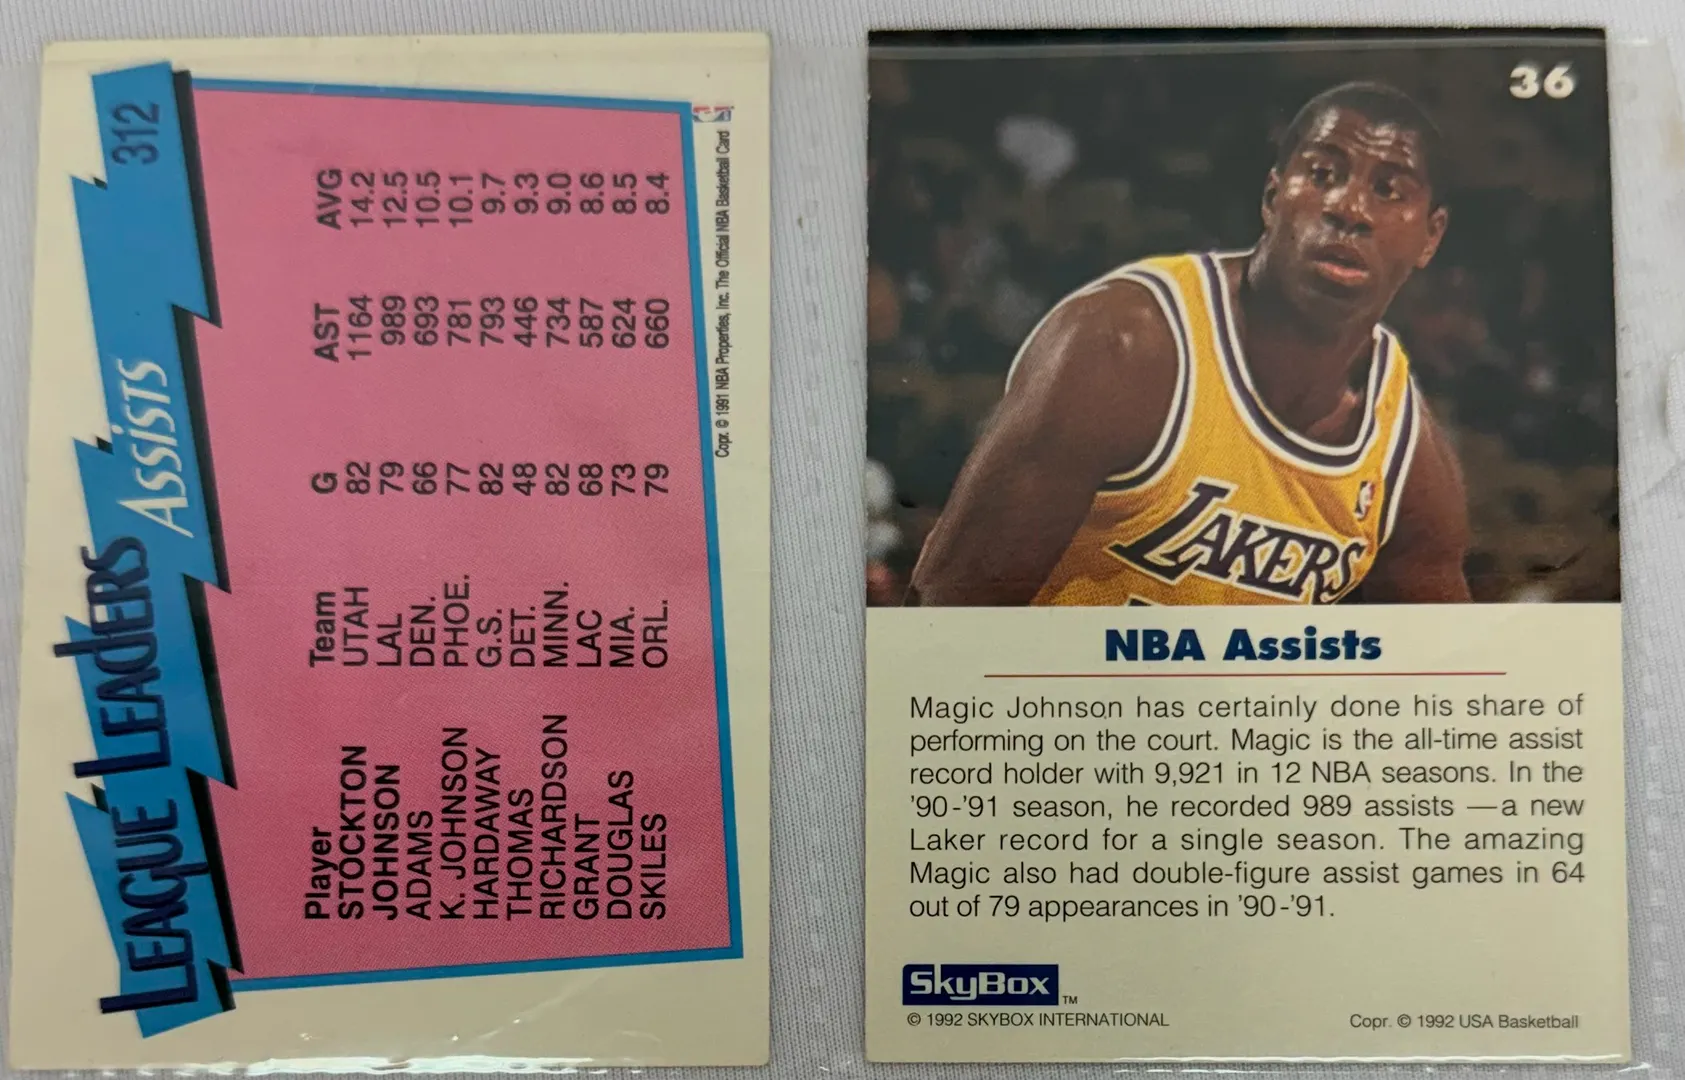 LEAGUE LEADERS Assists 312
Player Team G AST AVG
STOCKTON UTAH 82 1164 14.2
JOHNSON LAL 79 989 12.5
ADAMS DEN. 66 693 10.5
K. JOHNSON PHOE. 77 781 10.1
HARDAWAY G.S. 82 793 9.7
THOMAS DET. 48 446 9.3
RICHARDSON MINN. 82 734 9.0
GRANT LAC 68 587 8.6
DOUGLAS MIA. 73 624 8.5
SKILES ORL. 79 660 8.4
Copr. © 1991 NBA Properties, Inc. The Official NBA Basketball Card
36
LAKERS
NBA Assists
Magic Johnson has certainly done his share of
performing on the court. Magic is the all-time assist
record holder with 9,921 in 12 NBA seasons. In the
'90-'91 season, he recorded 989 assists — a new
Laker record for a single season. The amazing
Magic also had double-figure assist games in 64
out of 79 appearances in '90-'91.
SkyBox TM
© 1992 SKYBOX INTERNATIONAL
Copr. © 1992 USA Basketball